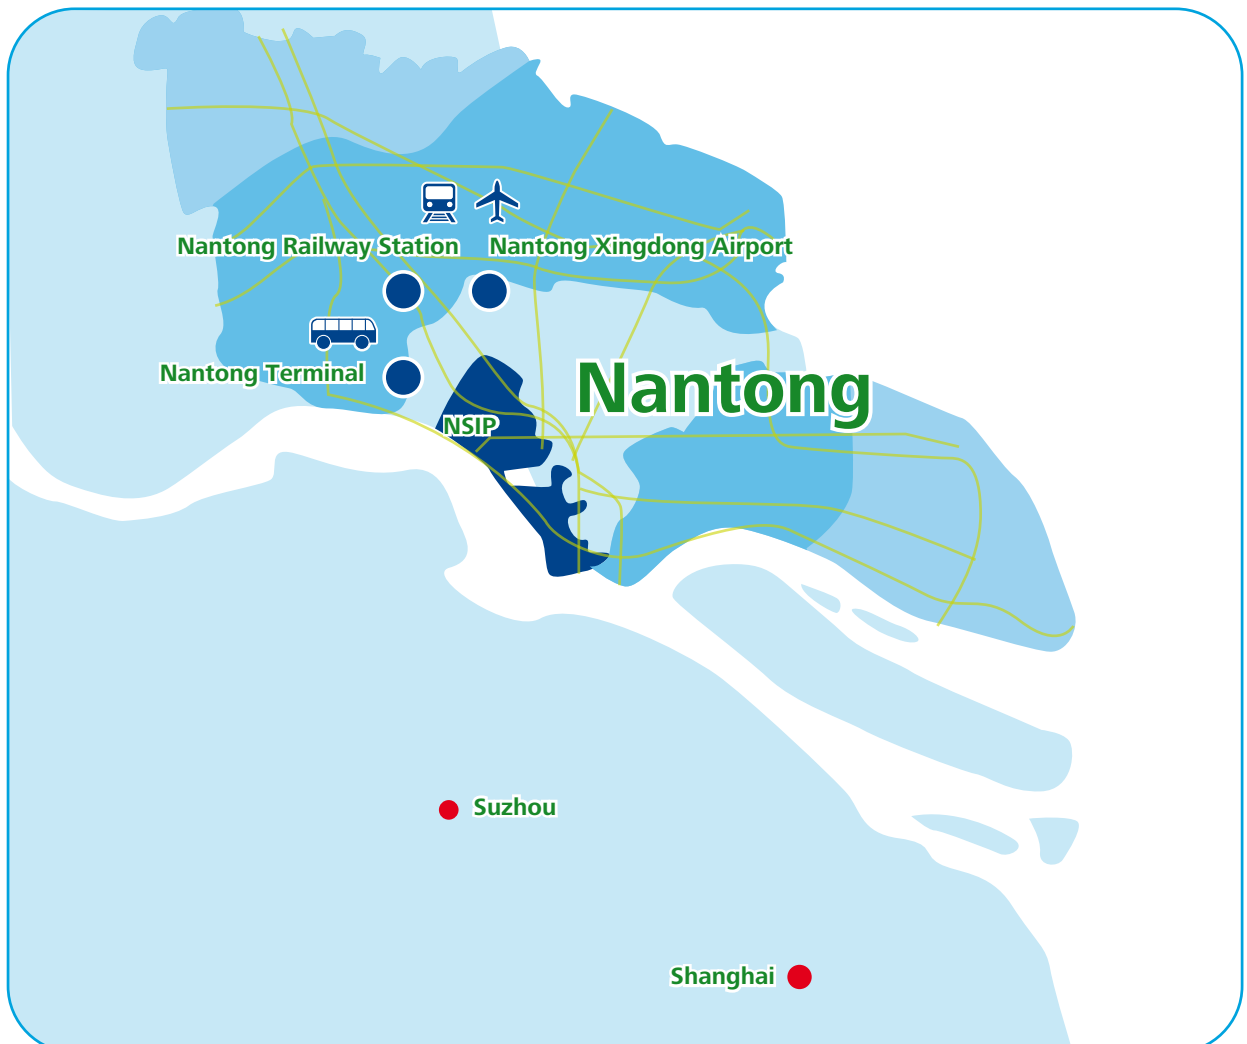 Nantong Railway Station
Nantong Xingdong Airport
Nantong Terminal
Nantong
NSIP
Suzhou
Shanghai